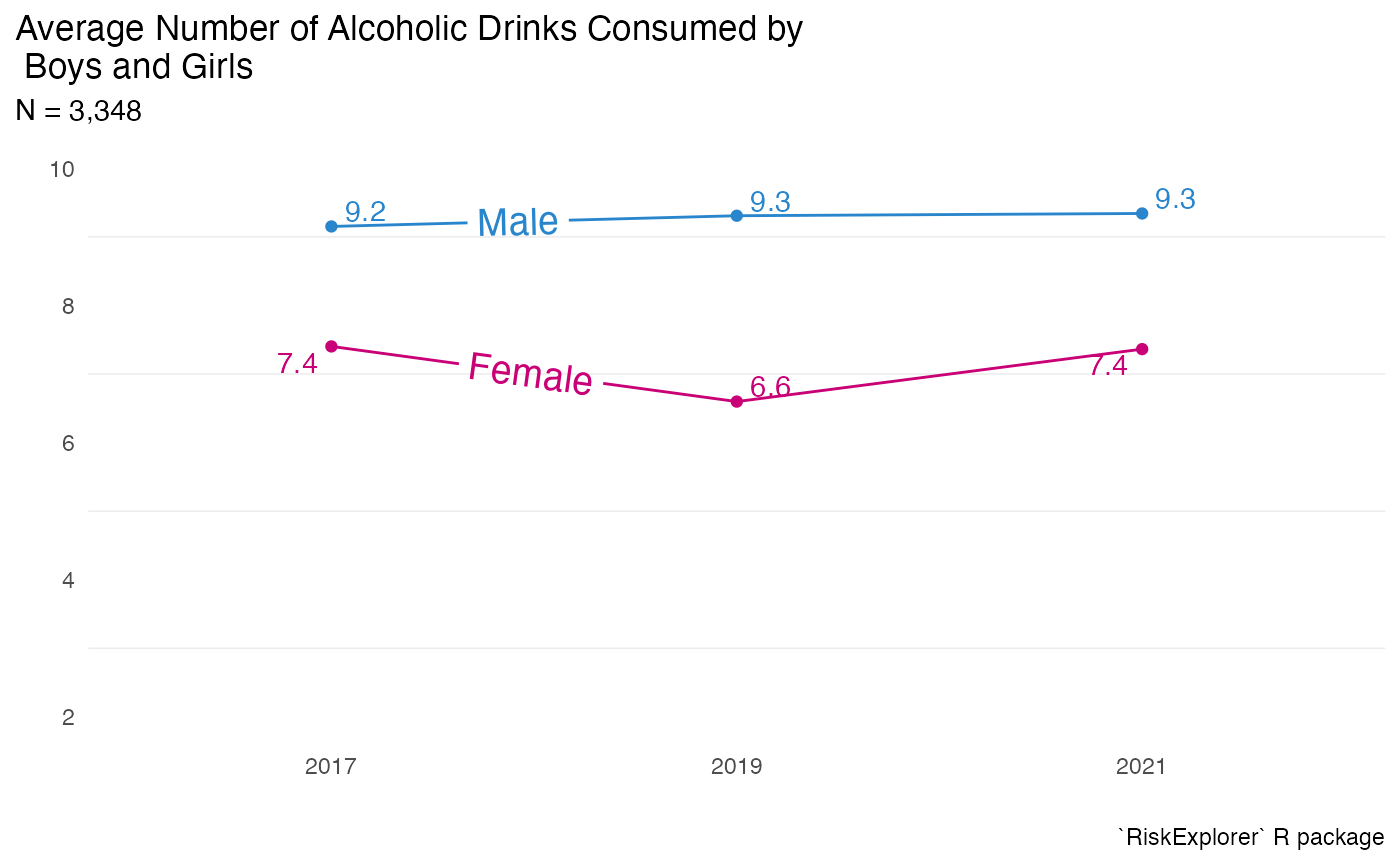 Average Number of Alcoholic Drinks Consumed by
Boys and Girls
N = 3,348
10
9.2
Male
9.3
9.3
8
7.4
Female
6.6
7.4
6
4
2
2017
2019
2021
`RiskExplorer` R package